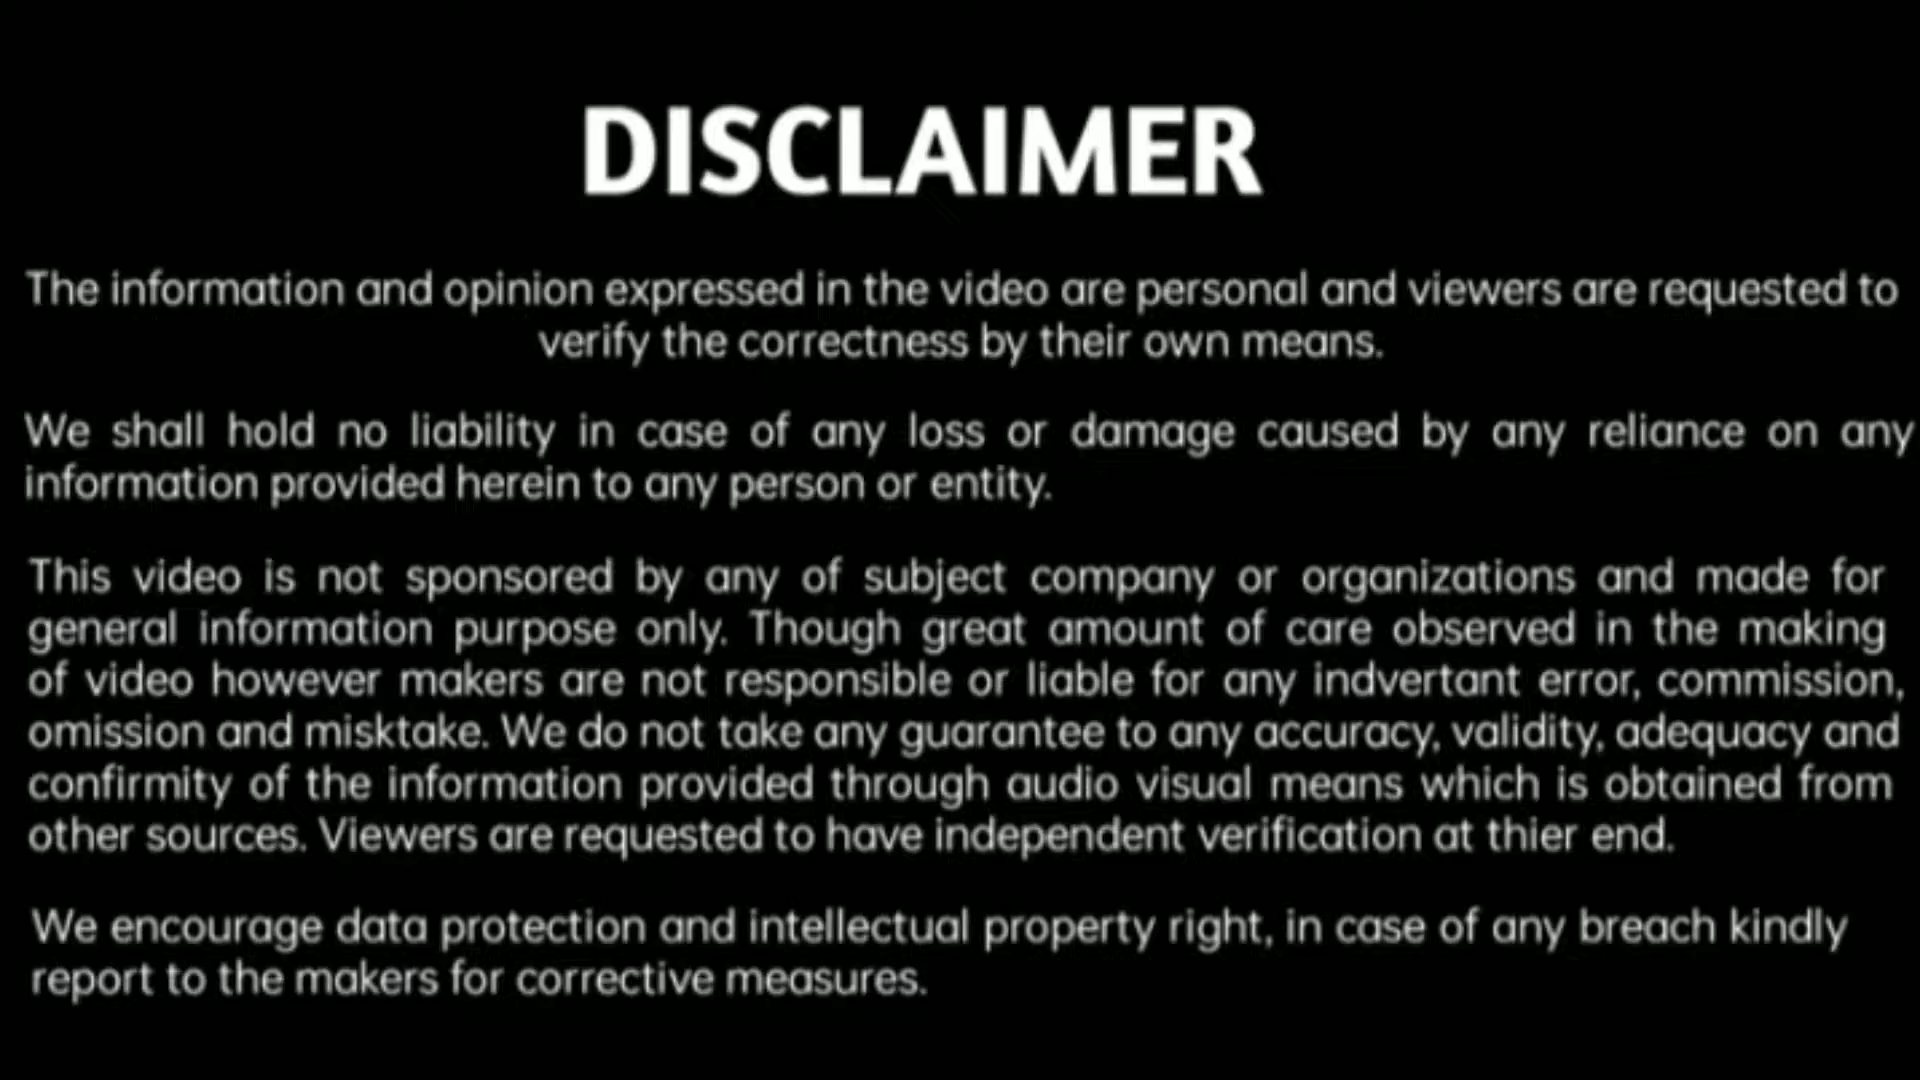 DISCLAIMER
The information and opinion expressed in the video are personal and viewers are requested to
verify the correctness by their own means.
We shall hold no liability in case of any loss or damage caused by any reliance on any
information provided herein to any person or entity.
This video is not sponsored by any of subject company or organizations and made for
general information purpose only. Though great amount of care observed in the making
of video however makers are not responsible or liable for any indvertant error, commission,
omission and misktake. We do not take any guarantee to any accuracy, validity, adequacy and
confirmity of the information provided through audio visual means which is obtained from
other sources. Viewers are requested to have independent verification at thier end.
We encourage data protection and intellectual property right, in case of any breach kindly
report to the makers for corrective measures.